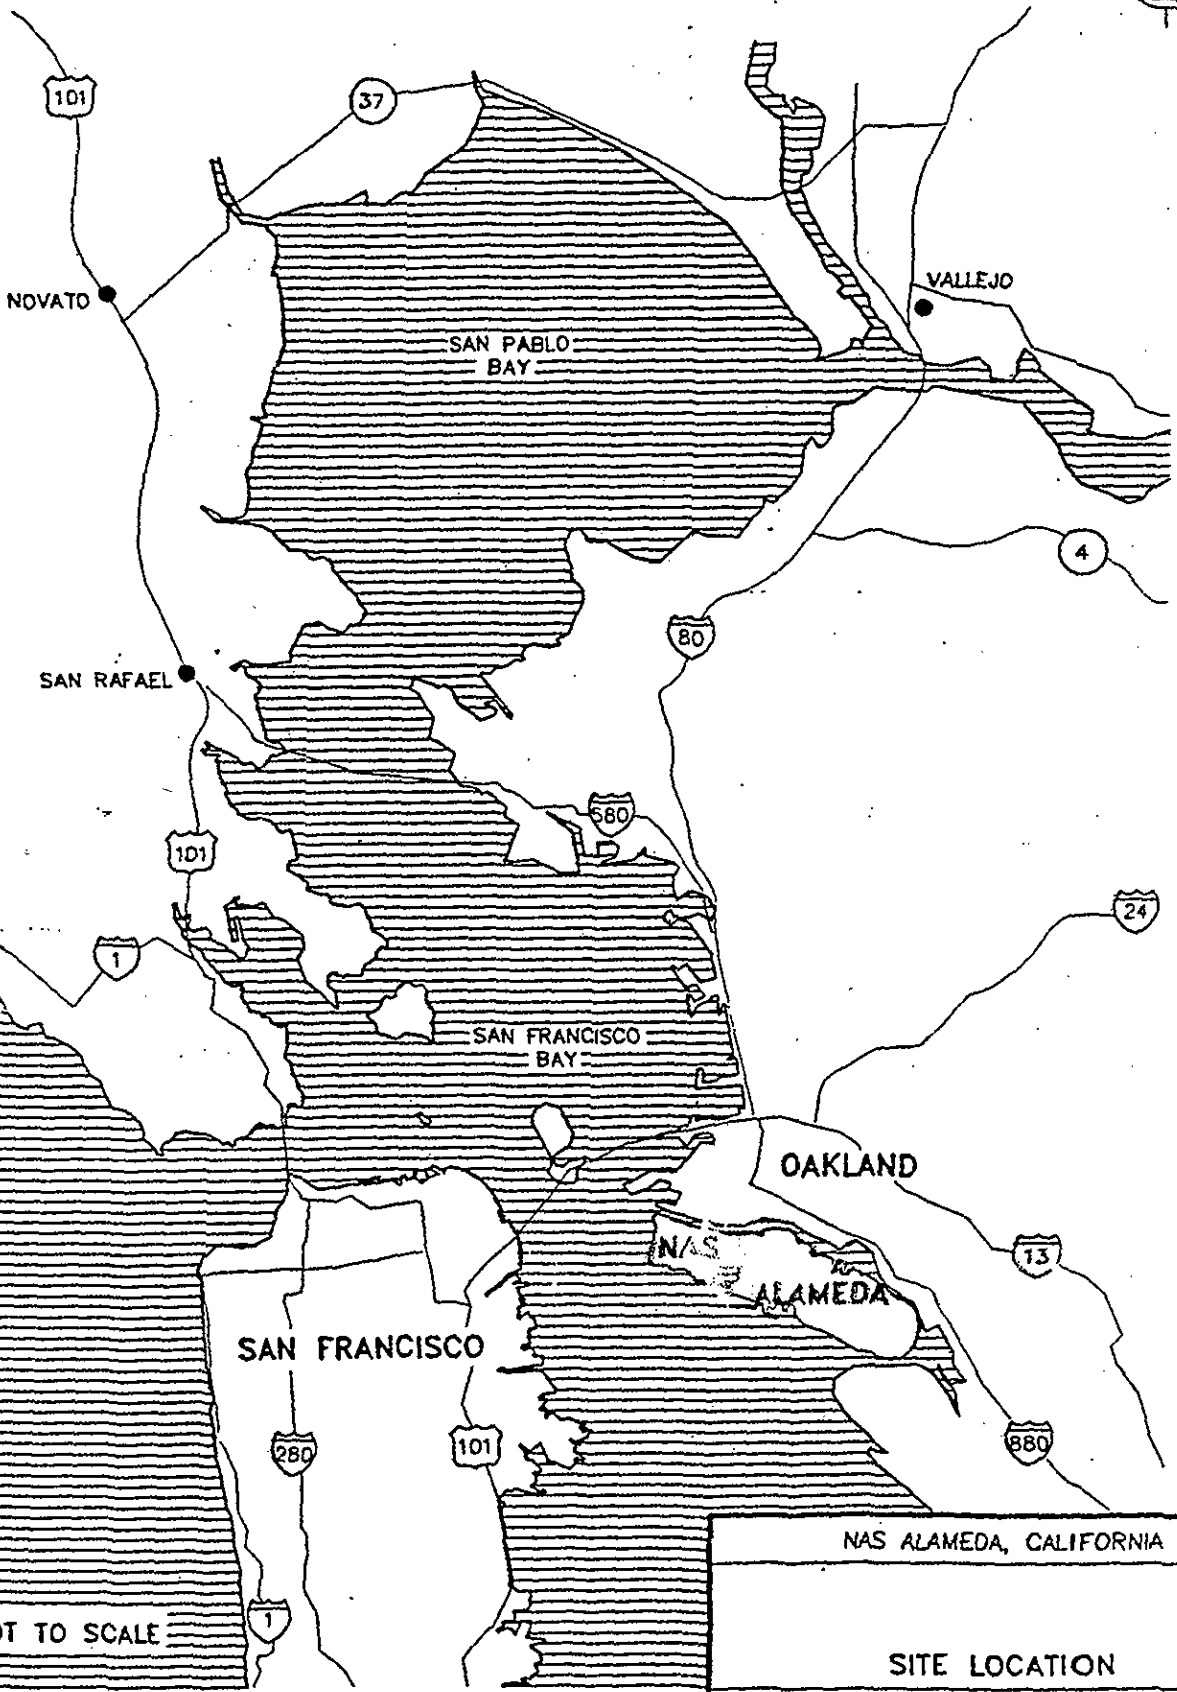 101
37
NOVATO
VALLEJO
SAN PABLO
BAY
4
80
SAN RAFAEL
580
101
24
1
SAN FRANCISCO
BAY
OAKLAND
NAS
13
ALAMEDA
SAN FRANCISCO
280
101
880
NAS ALAMEDA, CALIFORNIA
1
OT TO SCALE
SITE LOCATION